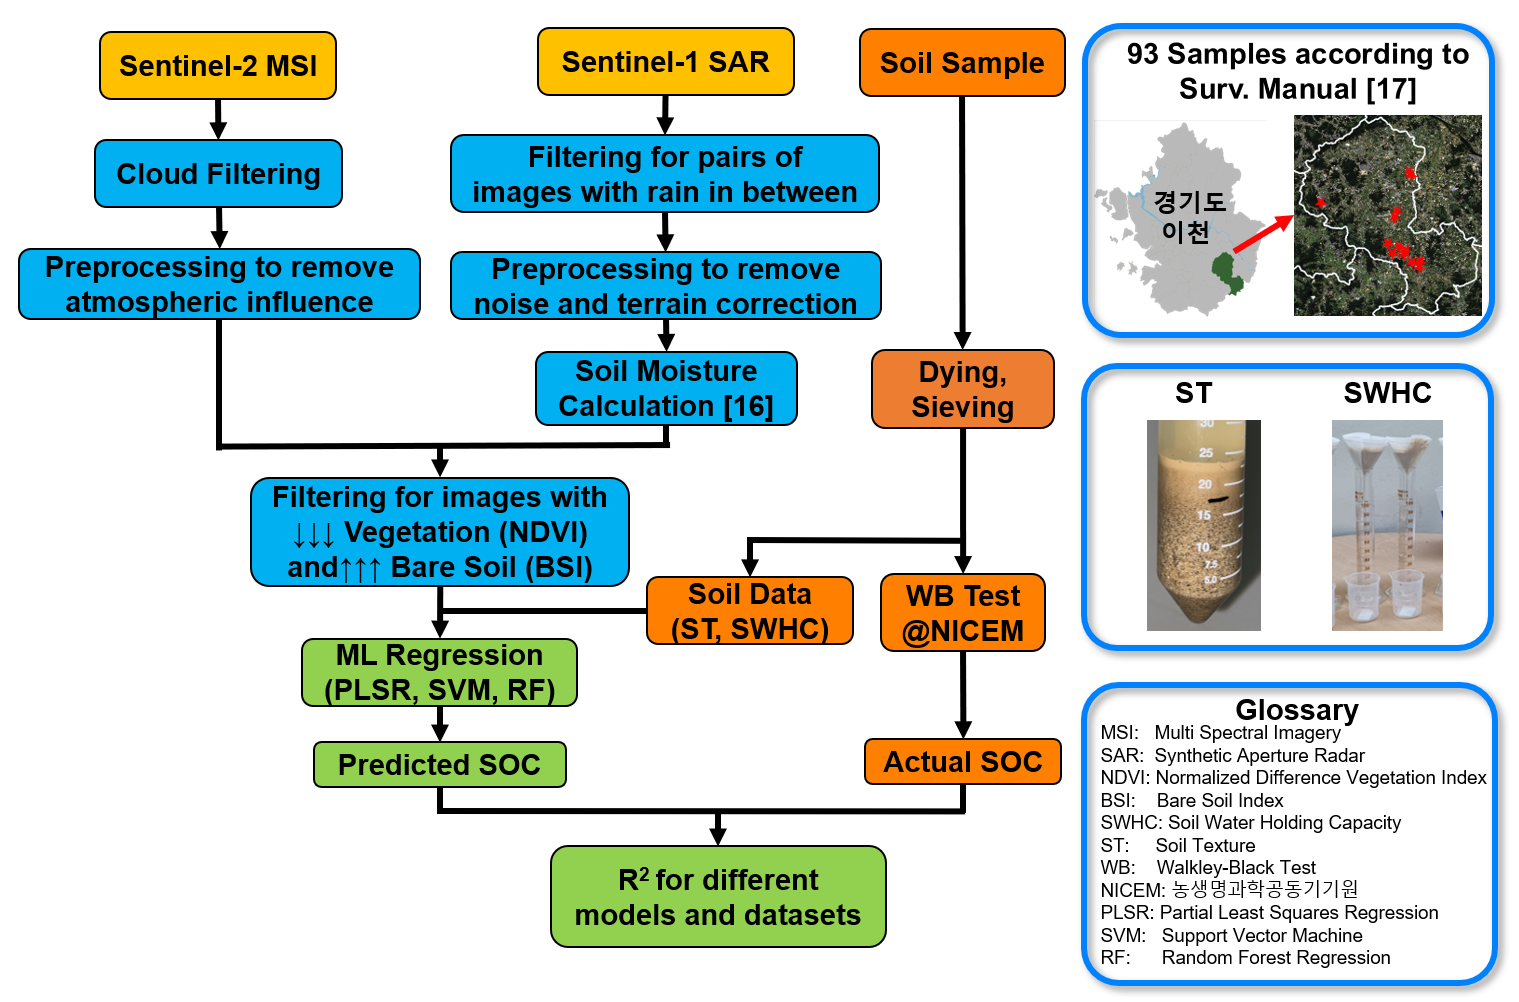 Sentinel-2 MSI
Cloud Filtering
Preprocessing to remove
atmospheric influence
Sentinel-1 SAR
Filtering for pairs of
images with rain in between
Preprocessing to remove
noise and terrain correction
Soil Moisture
Calculation [16]
Soil Sample
Dying,
Sieving
Filtering for images with
↓↓↓ Vegetation (NDVI)
and↑↑↑ Bare Soil (BSI)
Soil Data
(ST, SWHC)
WB Test
@NICEM
ML Regression
(PLSR, SVM, RF)
Predicted SOC
Actual SOC
R² for different
models and datasets
93 Samples according to
Surv. Manual [17]
경기도
이천
ST
SWHC
30
25
20
15
10
7.5
5.0
Glossary
MSI: Multi Spectral Imagery
SAR: Synthetic Aperture Radar
NDVI: Normalized Difference Vegetation Index
BSI: Bare Soil Index
SWHC: Soil Water Holding Capacity
ST: Soil Texture
WB: Walkley-Black Test
NICEM: 농생명과학공동기기원
PLSR: Partial Least Squares Regression
SVM: Support Vector Machine
RF: Random Forest Regression